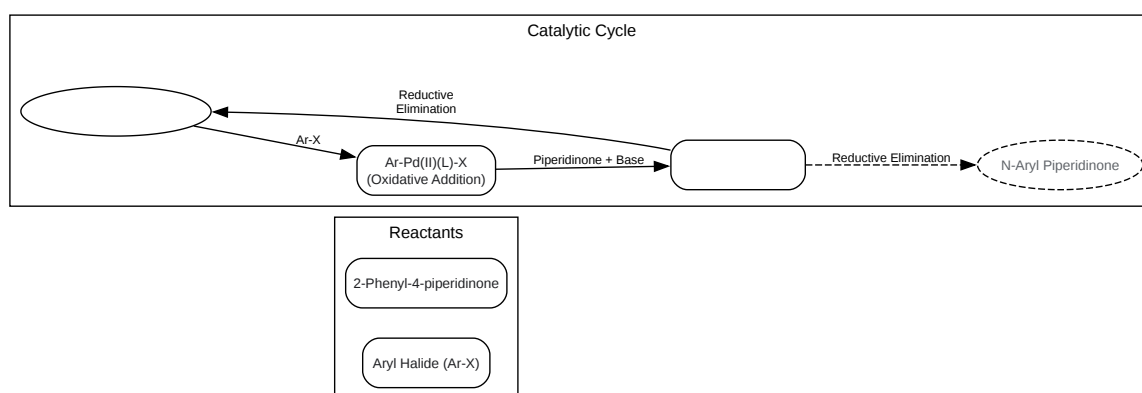 Catalytic Cycle
Reductive
Elimination
Ar-X
Ar-Pd(II)(L)-X
(Oxidative Addition)
Piperidinone + Base
Reductive Elimination
N-Aryl Piperidinone
Reactants
2-Phenyl-4-piperidinone
Aryl Halide (Ar-X)